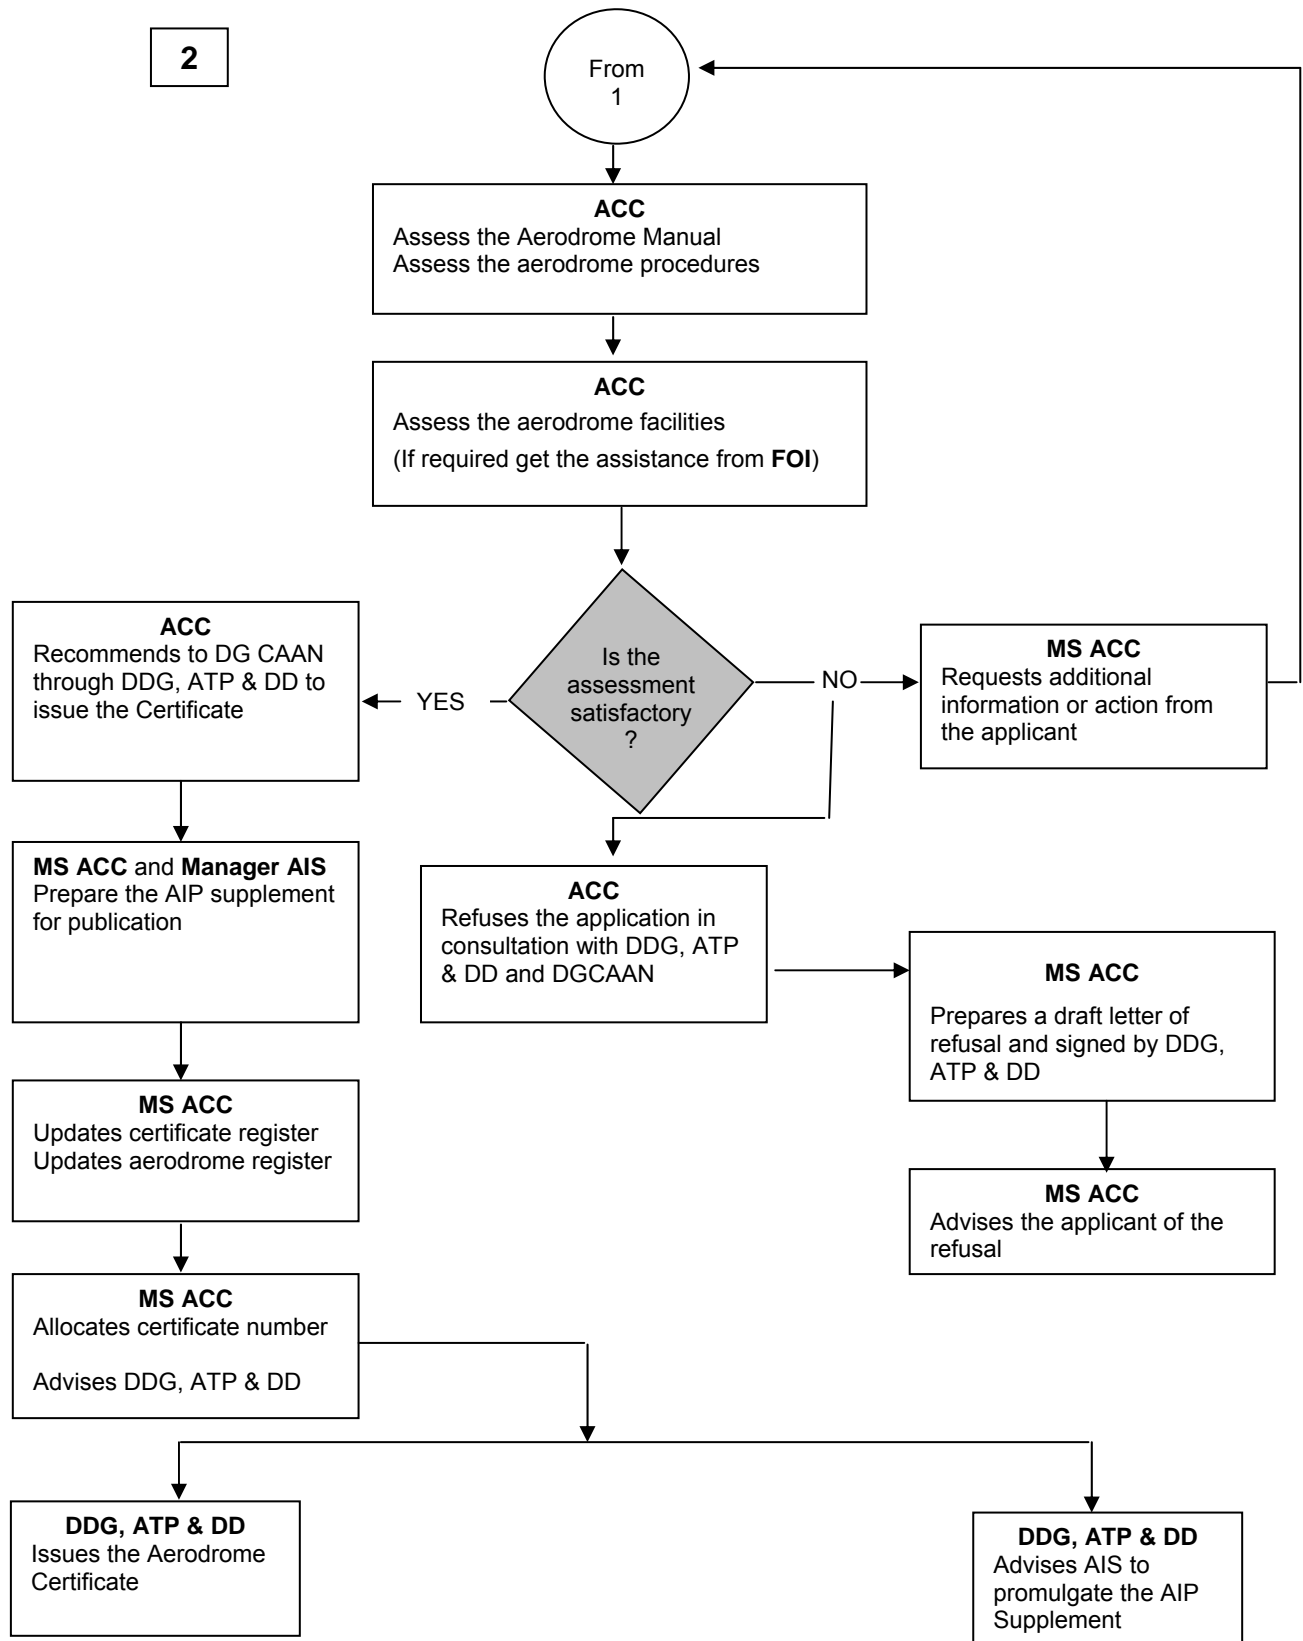 2
From
1
ACC
Assess the Aerodrome Manual
Assess the aerodrome procedures
ACC
Assess the aerodrome facilities
(If required get the assistance from FOI)
Is the
assessment
satisfactory
?
YES
NO
ACC
Recommends to DG CAAN
through DDG, ATP & DD to
issue the Certificate
MS ACC
Requests additional
information or action from
the applicant
MS ACC and Manager AIS
Prepare the AIP supplement
for publication
ACC
Refuses the application in
consultation with DDG, ATP
& DD and DGCAAN
MS ACC
Prepares a draft letter of
refusal and signed by DDG,
ATP & DD
MS ACC
Updates certificate register
Updates aerodrome register
MS ACC
Advises the applicant of the
refusal
MS ACC
Allocates certificate number
Advises DDG, ATP & DD
DDG, ATP & DD
Issues the Aerodrome
Certificate
DDG, ATP & DD
Advises AIS to
promulgate the AIP
Supplement